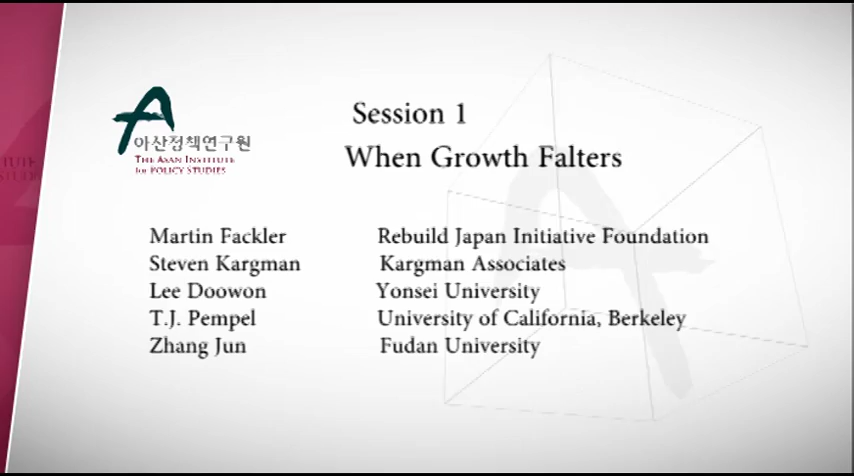 아산정책연구원
THE ASAN INSTITUTE
for POLICY STUDIES
Session 1
When Growth Falters
Martin Fackler Rebuild Japan Initiative Foundation
Steven Kargman Kargman Associates
Lee Doowon Yonsei University
T.J. Pempel University of California, Berkeley
Zhang Jun Fudan University